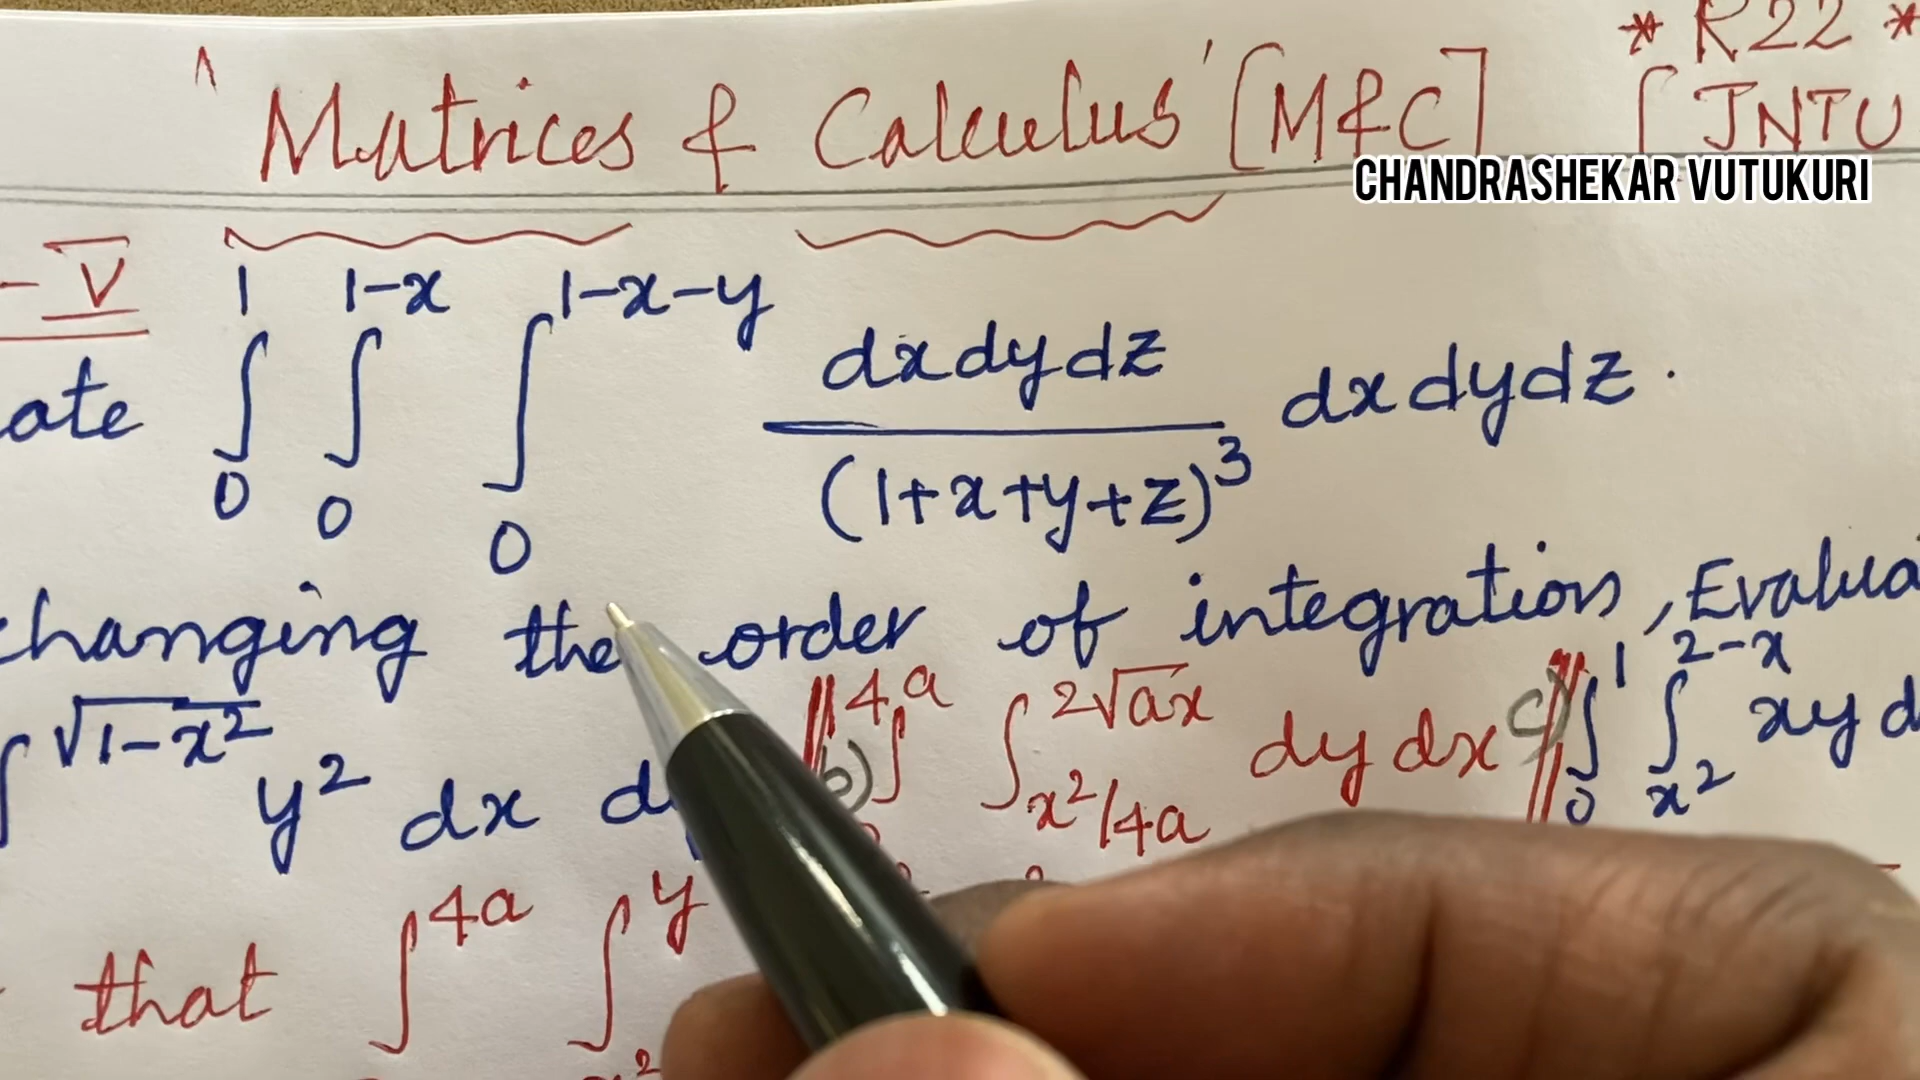 * R22 *
'Matrices & Calculus' [M&C] [JNTU
CHANDRASHEKAR VUTUKURI
- V
ate ∫₀¹ ∫₀^{1-x} ∫₀^{1-x-y} dxdydz / (1+x+y+z)³ dxdydz.
changing the order of integration, Evalua
∫^{√(1-x²)} y² dx dy b) ∫^{4a} ∫_{x²/4a}^{2√ax} dy dx c) ∫₀¹ ∫_{x²}^{2-x} xy d
that ∫^{4a} ∫^{y}